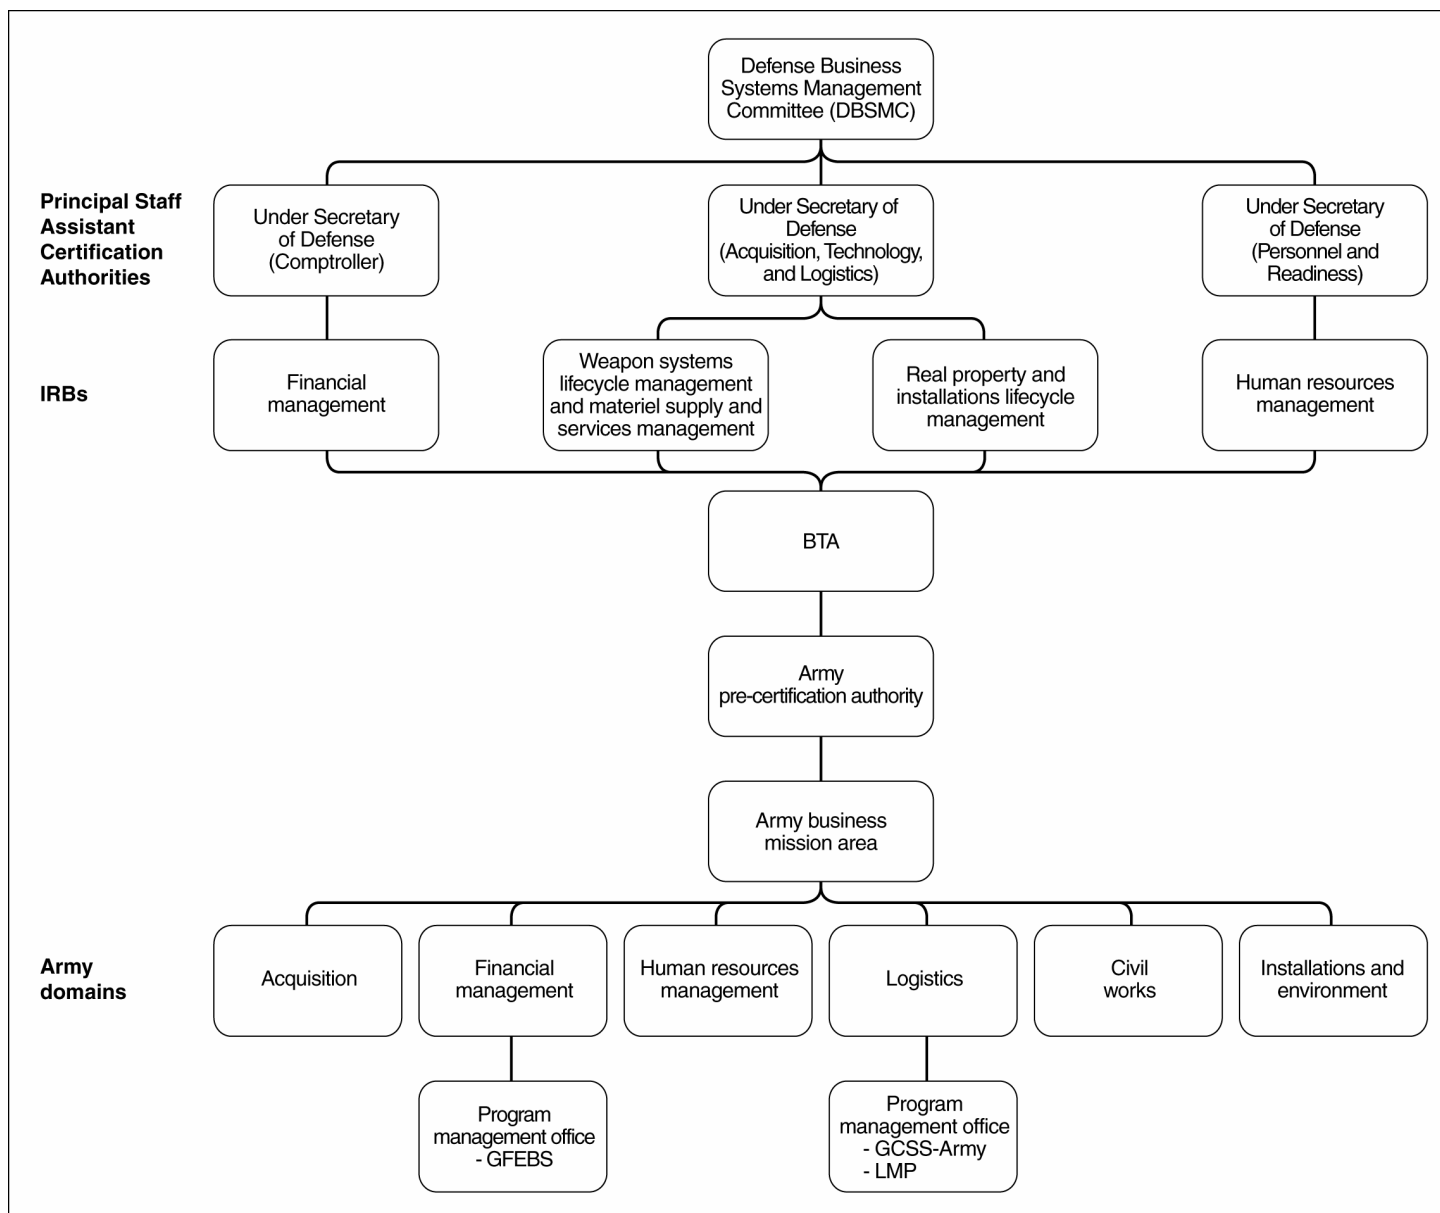 Defense Business
Systems Management
Committee (DBSMC)
Principal Staff
Assistant
Certification
Authorities
Under Secretary
of Defense
(Comptroller)
Under Secretary of
Defense
(Acquisition, Technology,
and Logistics)
Under Secretary
of Defense
(Personnel and
Readiness)
IRBs
Financial
management
Weapon systems
lifecycle management
and materiel supply and
services management
Real property and
installations lifecycle
management
Human resources
management
BTA
Army
pre-certification authority
Army business
mission area
Army
domains
Acquisition
Financial
management
Human resources
management
Logistics
Civil
works
Installations and
environment
Program
management office
- GFEBS
Program
management office
- GCSS-Army
- LMP